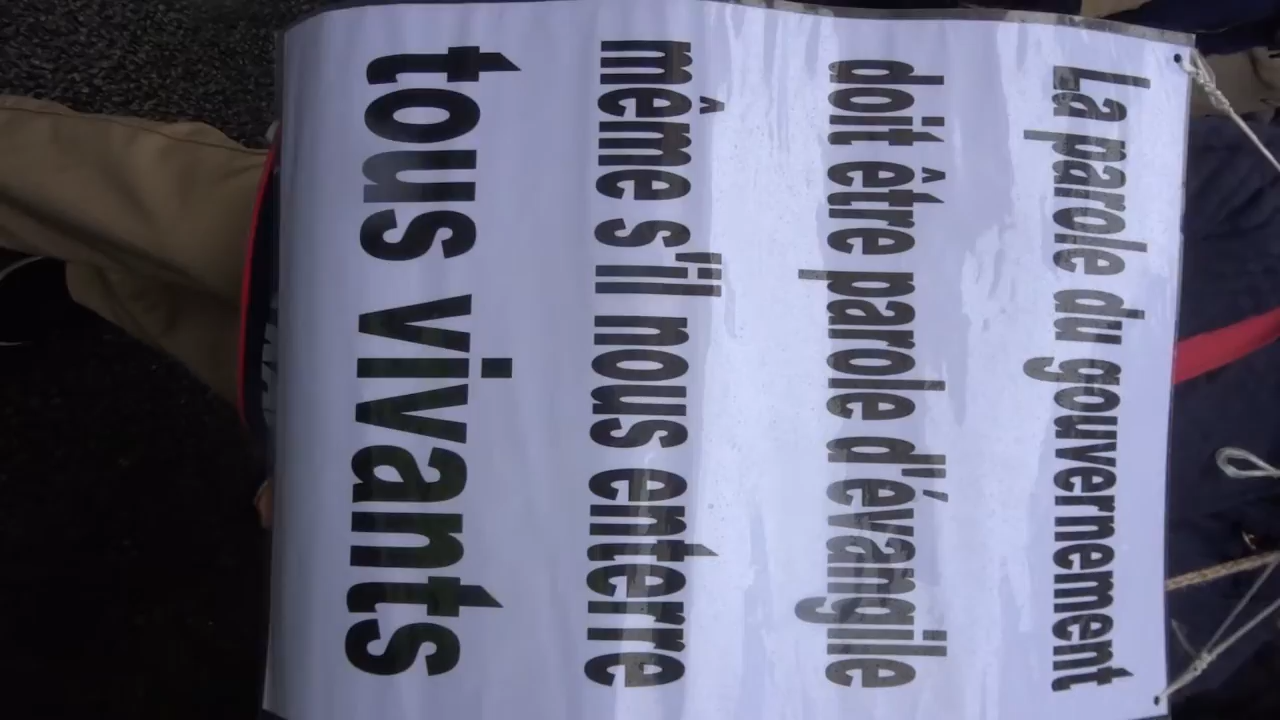 La parole du gouvernement
doit être parole d'évangile
même s'il nous enterre
tous vivants